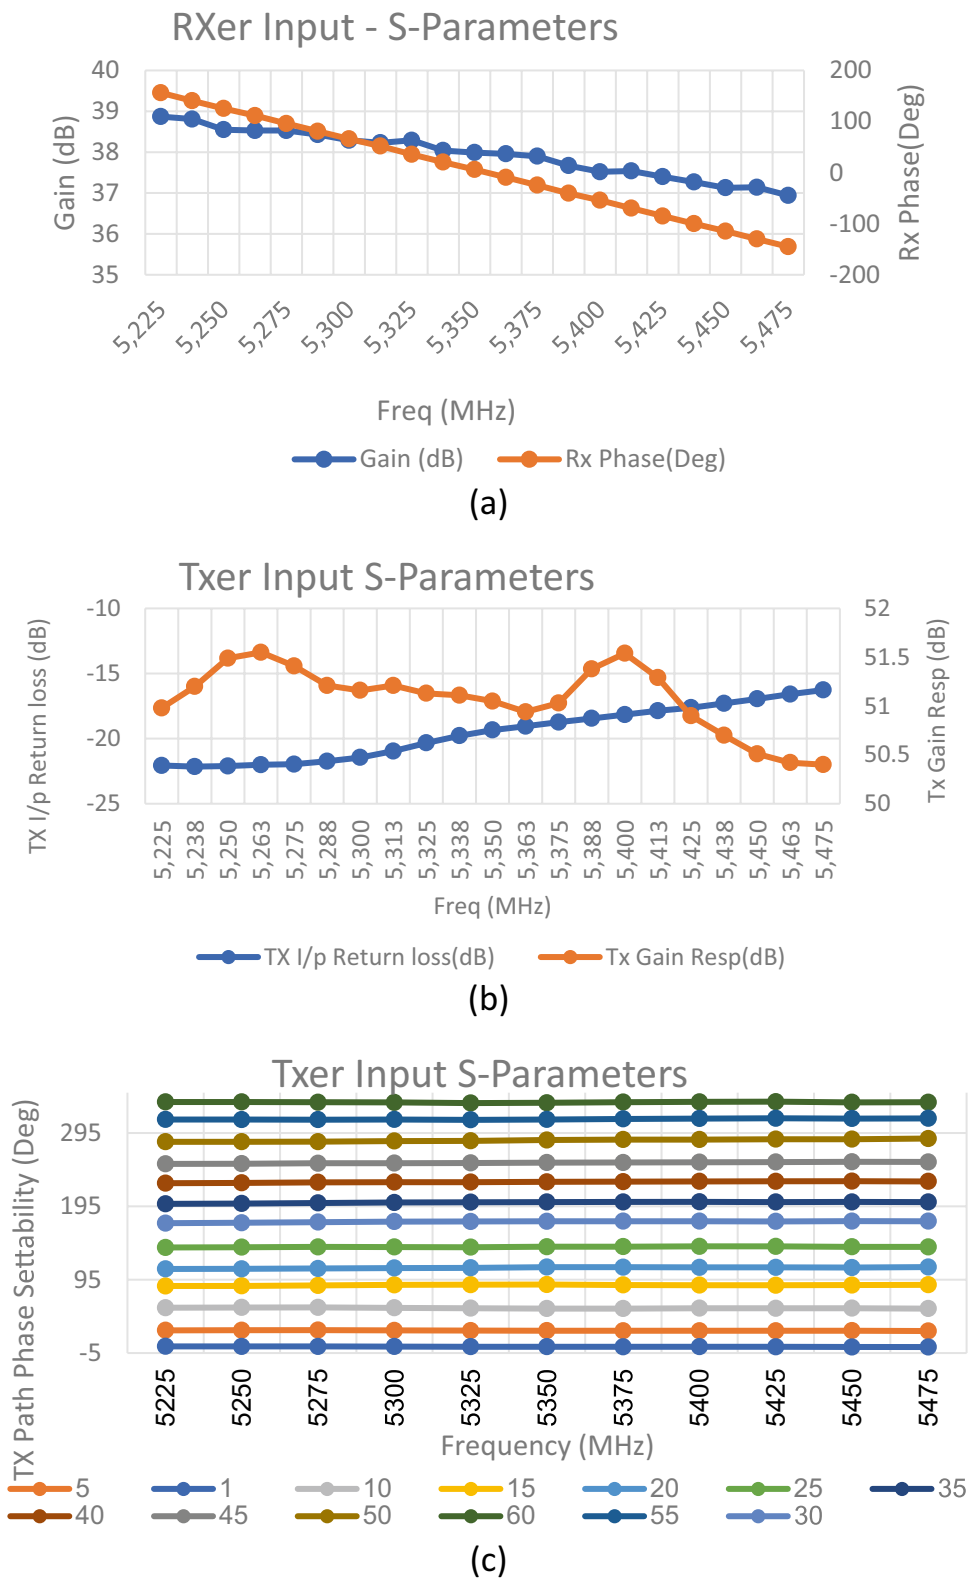 RXer Input - S-Parameters
40 200
39 100
38 0
37 -100
36 -200
35
Gain (dB)
Rx Phase(Deg)
5,225 5,250 5,275 5,300 5,325 5,350 5,375 5,400 5,425 5,450 5,475
Freq (MHz)
Gain (dB) Rx Phase(Deg)
(a)
Txer Input S-Parameters
-10 52
-15 51.5
-20 51
-25 50.5
50
TX I/p Return loss (dB)
Tx Gain Resp (dB)
5,225 5,238 5,250 5,263 5,275 5,288 5,300 5,313 5,325 5,338 5,350 5,363 5,375 5,388 5,400 5,413 5,425 5,438 5,450 5,463 5,475
Freq (MHz)
TX I/p Return loss(dB) Tx Gain Resp(dB)
(b)
Txer Input S-Parameters
295
195
95
-5
TX Path Phase Settability (Deg)
5225 5250 5275 5300 5325 5350 5375 5400 5425 5450 5475
Frequency (MHz)
5 1 10 15 20 25 35
40 45 50 60 55 30
(c)